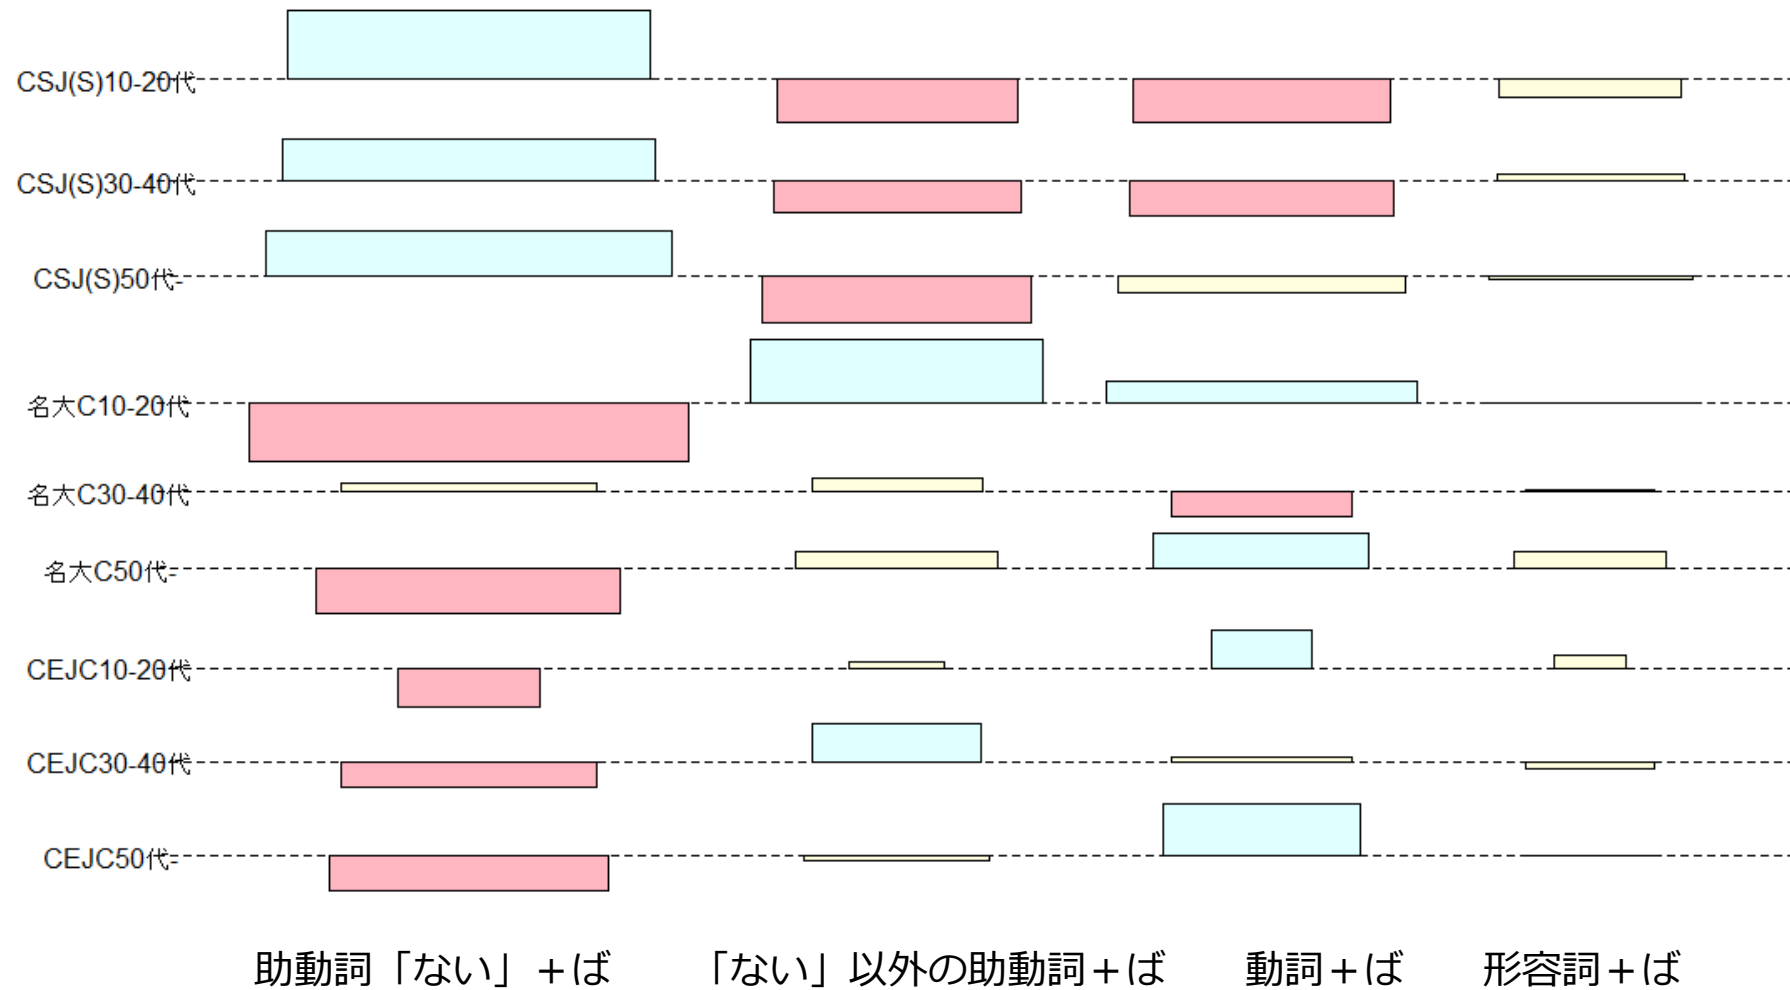 CSJ(S)10-20代
CSJ(S)30-40代
CSJ(S)50代-
名大C10-20代
名大C30-40代
名大C50代-
CEJC10-20代
CEJC30-40代
CEJC50代-
助動詞「ない」＋ば 「ない」以外の助動詞＋ば 動詞＋ば 形容詞＋ば